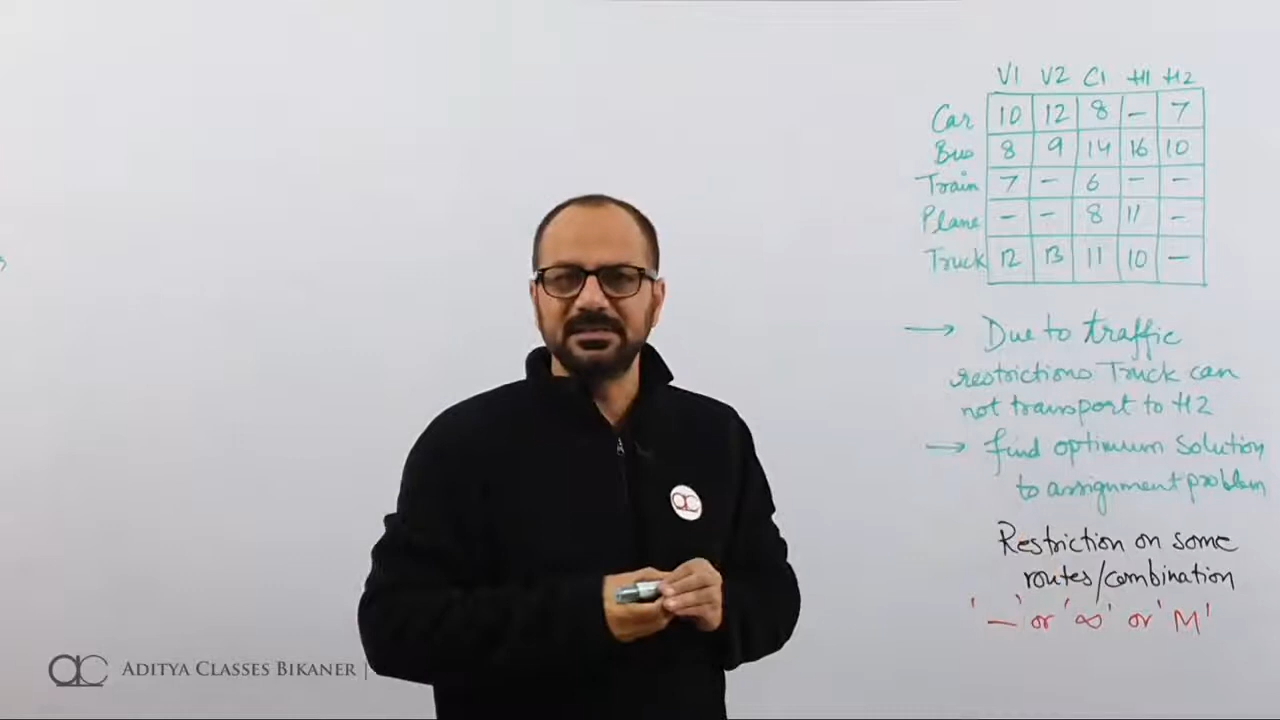 V1 V2 C1 H1 H2
Car 10 12 8 — 7
Bus 8 9 14 16 10
Train 7 — 6 — —
Plane — — 8 11 —
Truck 12 13 11 10 —
→ Due to traffic
restrictions Truck can
not transport to H2
→ find optimum solution
to assignment problem
Restriction on some
routes/combination
'—' or '∞' or 'M'
ac
ac ADITYA CLASSES BIKANER |